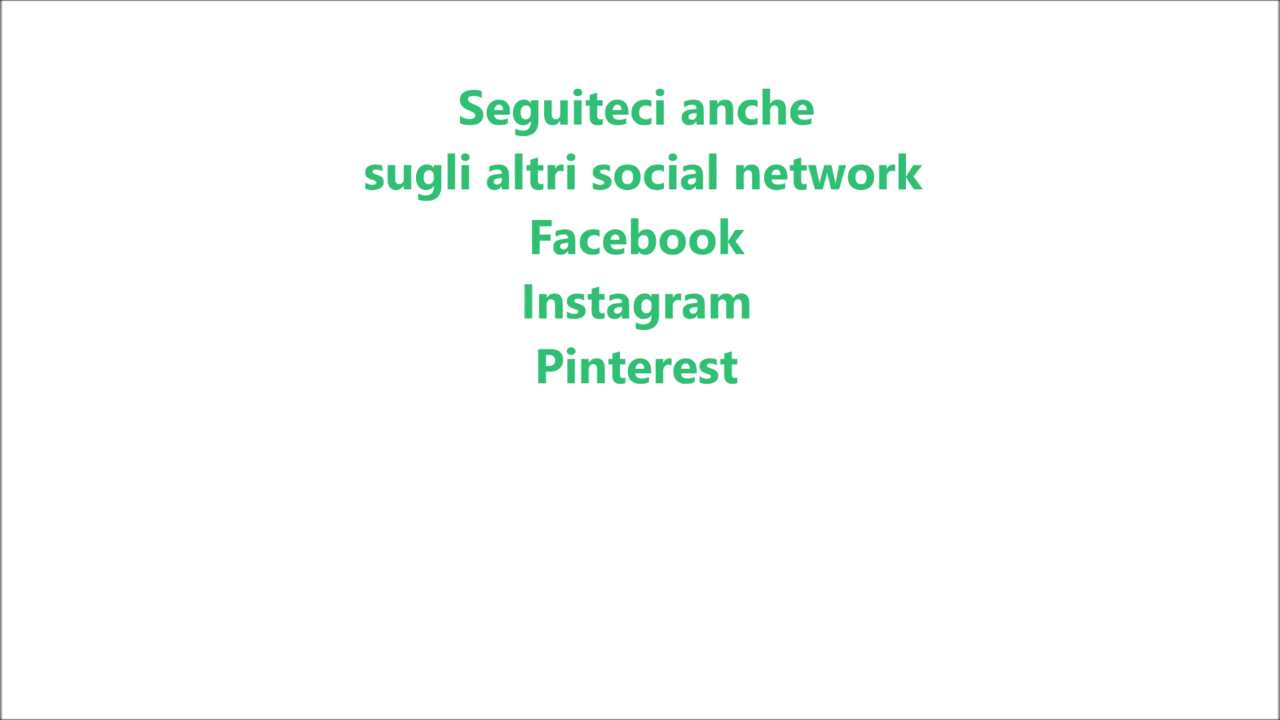 Seguiteci anche
sugli altri social network
Facebook
Instagram
Pinterest